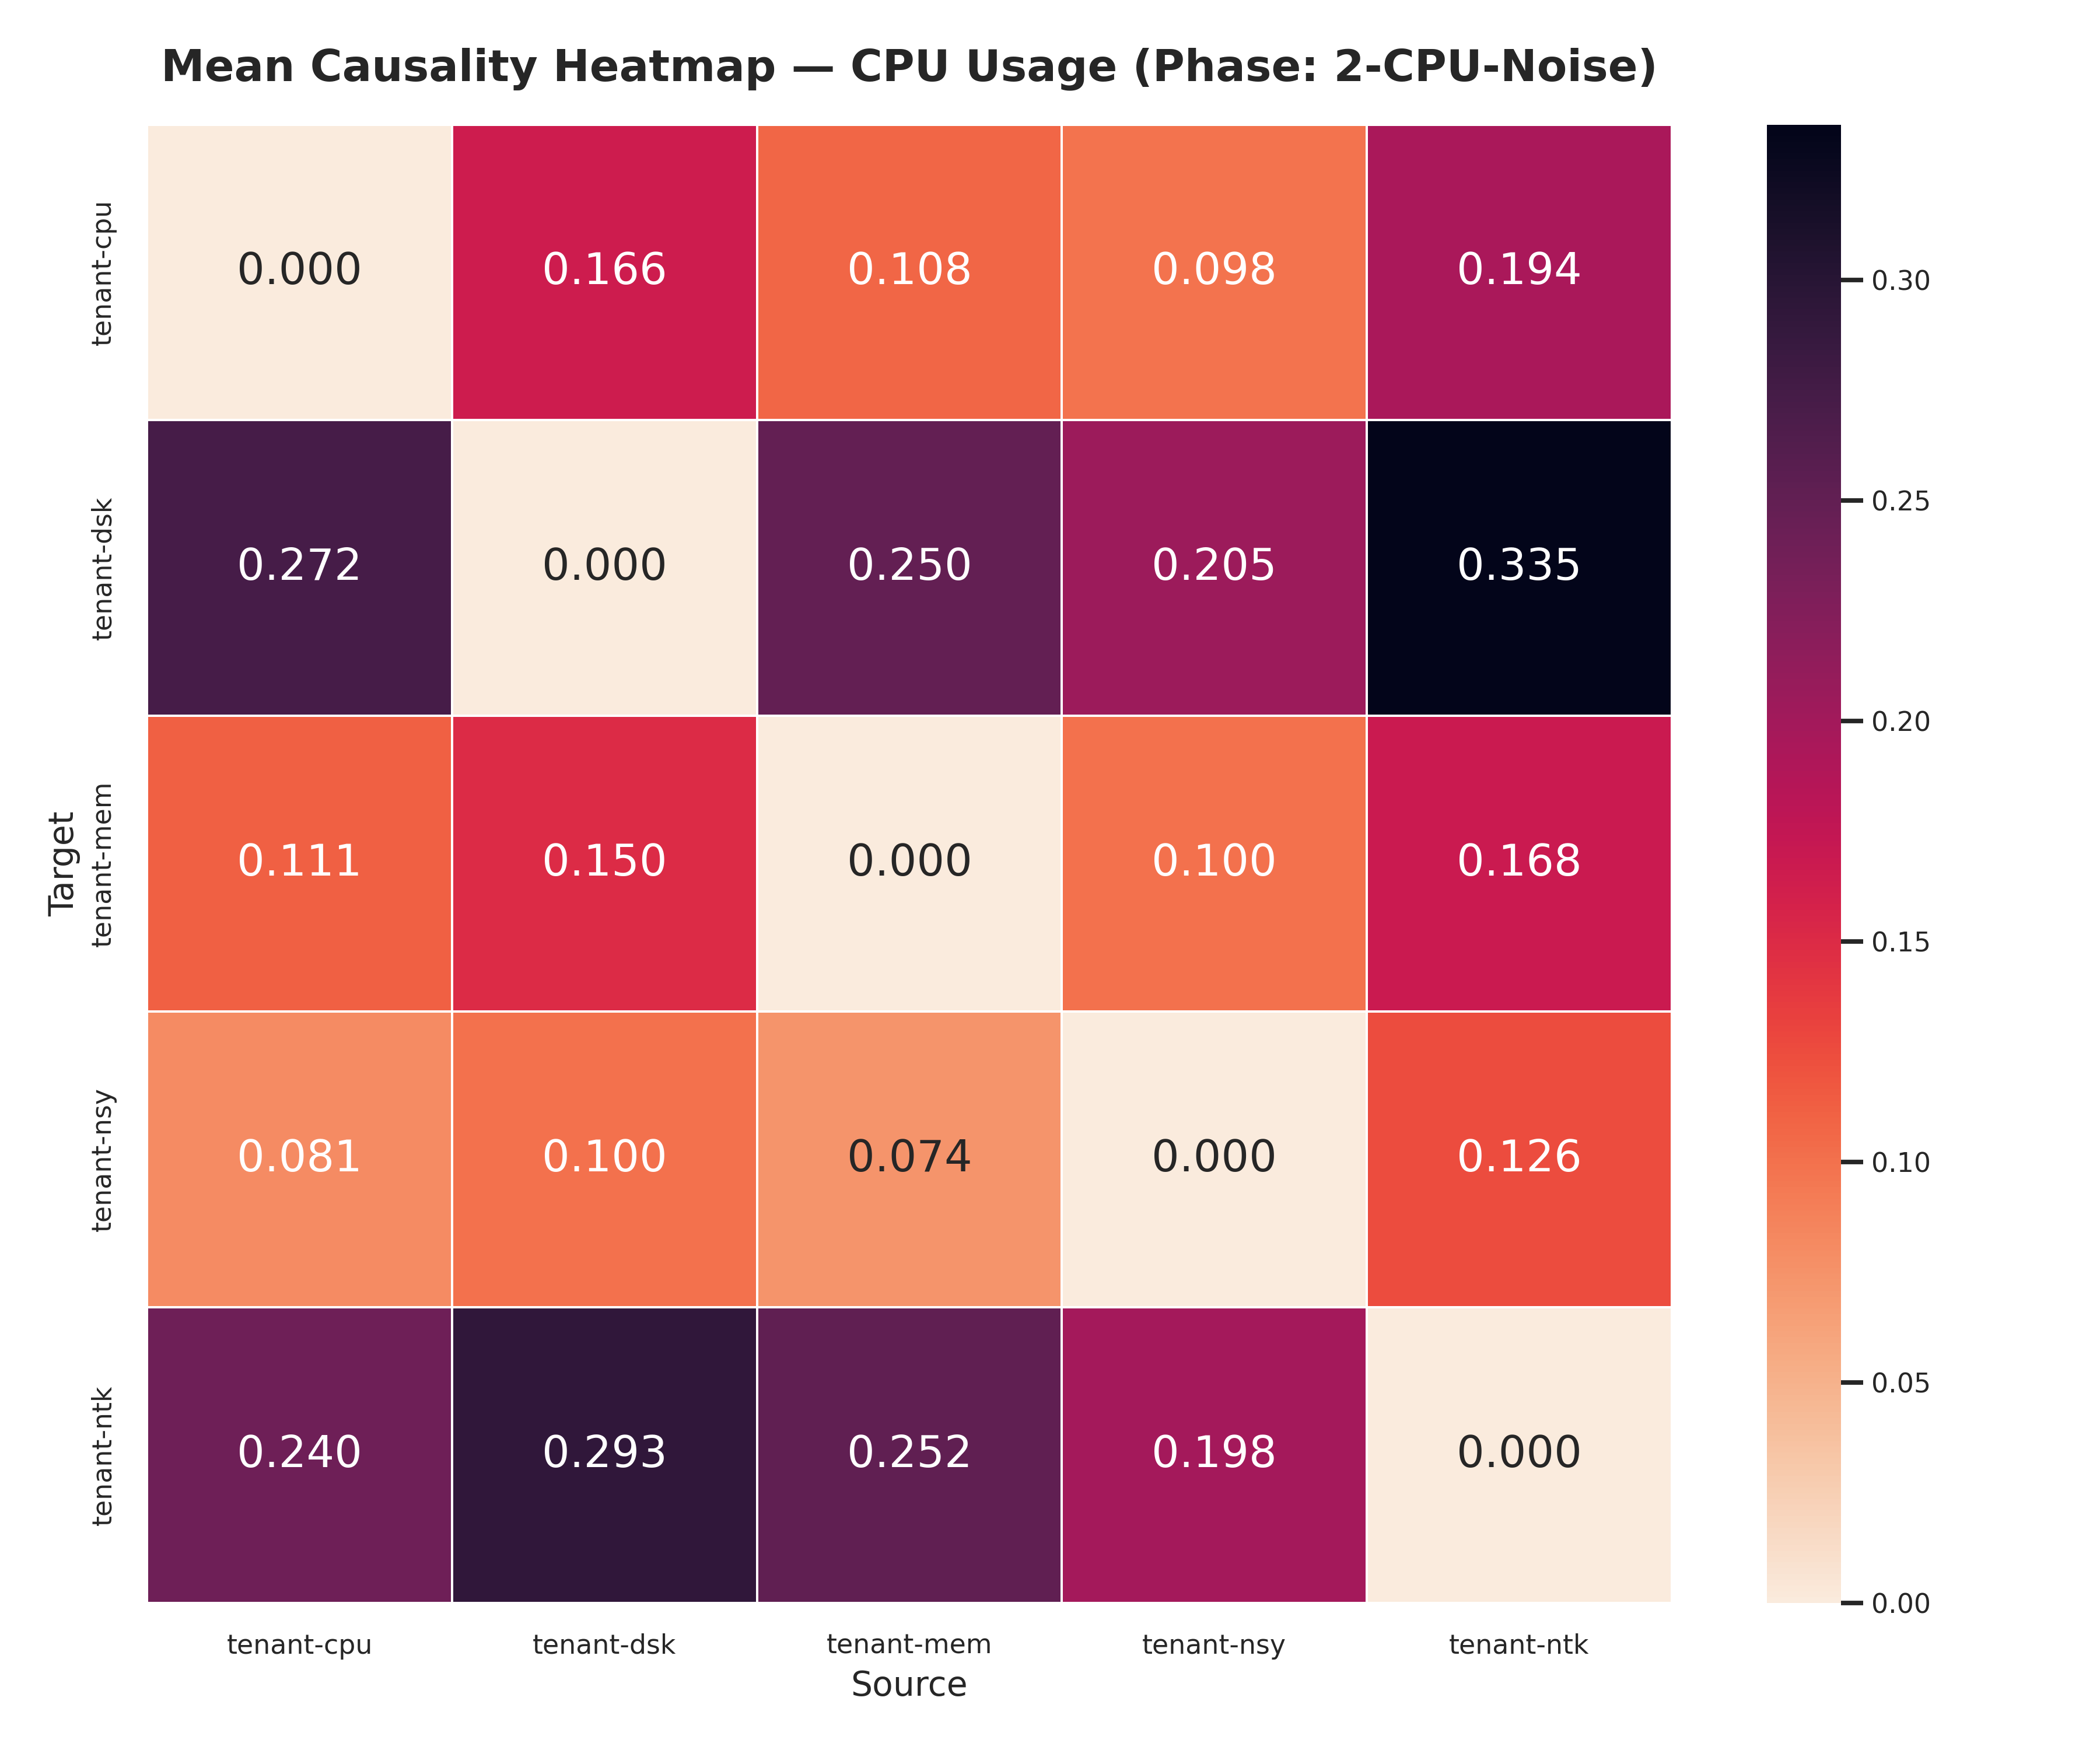 Mean Causality Heatmap — CPU Usage (Phase: 2-CPU-Noise)
Target
tenant-cpu
0.000 0.166 0.108 0.098 0.194
tenant-dsk
0.272 0.000 0.250 0.205 0.335
tenant-mem
0.111 0.150 0.000 0.100 0.168
tenant-nsy
0.081 0.100 0.074 0.000 0.126
tenant-ntk
0.240 0.293 0.252 0.198 0.000
tenant-cpu tenant-dsk tenant-mem tenant-nsy tenant-ntk
Source
0.30
0.25
0.20
0.15
0.10
0.05
0.00